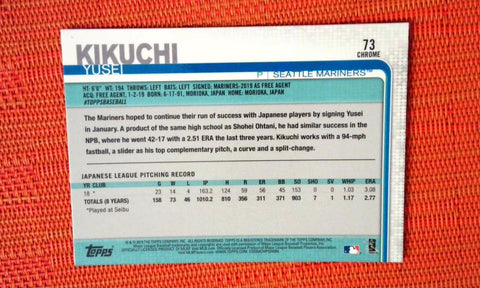 KIKUCHI
YUSEI
73
CHROME
P | SEATTLE MARINERS™
HT: 6'0" WT: 194 THROWS: LEFT BATS: LEFT SIGNED: MARINERS-2019 AS FREE AGENT
ACQ: FREE AGENT, 1-2-19 BORN: 6-17-91, MORIOKA, JAPAN HOME: MORIOKA, JAPAN
#TOPPSBASEBALL
The Mariners hoped to continue their run of success with Japanese players by signing Yusei
in January. A product of the same high school as Shohei Ohtani, he had similar success in the
NPB, where he went 42-17 with a 2.51 ERA the last three years. Kikuchi works with a 94-mph
fastball, a slider as his top complementary pitch, a curve and a split-change.
JAPANESE LEAGUE PITCHING RECORD
YR CLUB G W L IP H R ER BB SO SHO SV WHIP ERA
18 * 23 14 4 163.2 124 59 56 45 153 0 0 1.03 3.08
TOTALS (8 YEARS) 158 73 46 1010.2 810 356 311 371 903 7 1 1.17 2.77
*Played at Seibu
TOPPS